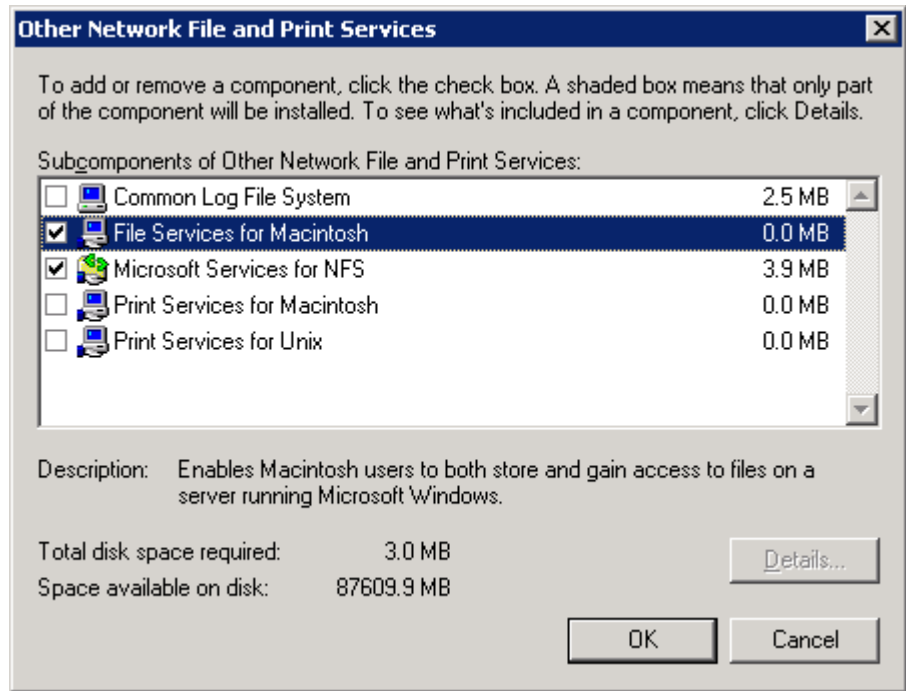 Other Network File and Print Services
To add or remove a component, click the check box. A shaded box means that only part
of the component will be installed. To see what's included in a component, click Details.
Subcomponents of Other Network File and Print Services:
Common Log File System 2.5 MB
File Services for Macintosh 0.0 MB
Microsoft Services for NFS 3.9 MB
Print Services for Macintosh 0.0 MB
Print Services for Unix 0.0 MB
Description: Enables Macintosh users to both store and gain access to files on a
server running Microsoft Windows.
Total disk space required: 3.0 MB
Space available on disk: 87609.9 MB
Details...
OK Cancel